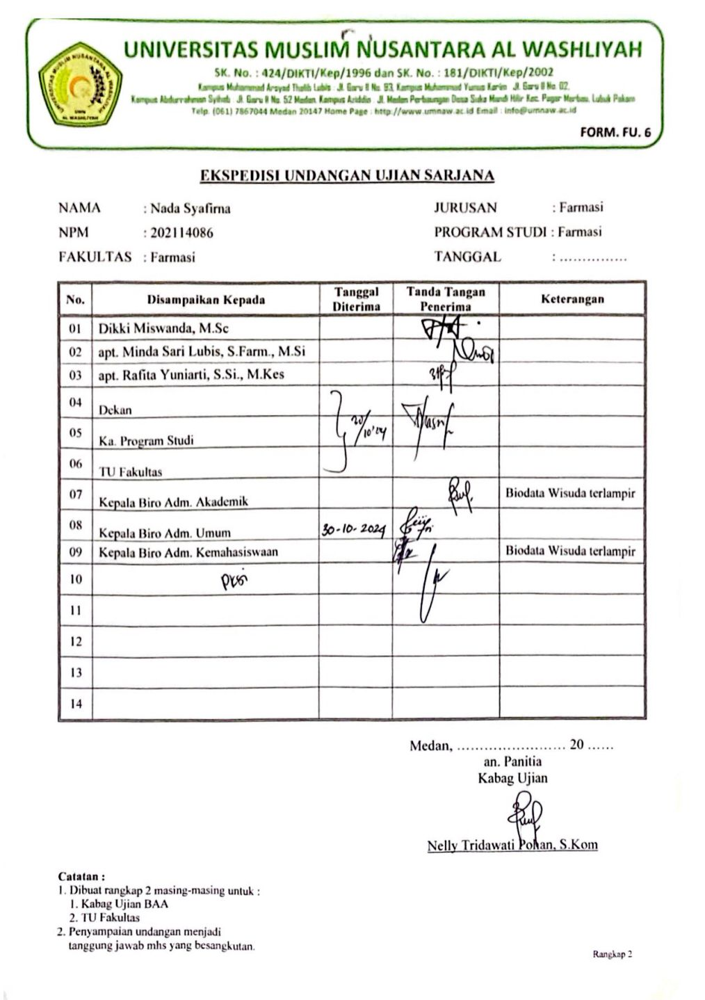 UNIVERSITAS MUSLIM NUSANTARA AL WASHLIYAH
SK. No. : 424/DIKTI/Kep/1996 dan SK. No. : 181/DIKTI/Kep/2002
Kampus Muhammad Arsyad Thalib Lubis : Jl. Garu II No. 93, Kampus Muhammad Yunus Karim : Jl. Garu II No. 02,
Kampus Abdurrahman Syihab : Jl. Garu II No. 52 Medan, Kampus Aziddin : Jl. Medan Perbaungan Desa Suka Mandi Hilir Kec. Pagar Merbau, Lubuk Pakam
Telp. (061) 7867044 Medan 20147 Home Page : http://www.umnaw.ac.id Email : info@umnaw.ac.id
UNIVERSITAS MUSLIM NUSANTARA AL WASHLIYAH
UMN
AL WASHLIYAH
FORM. FU. 6
EKSPEDISI UNDANGAN UJIAN SARJANA
NAMA : Nada Syafirna JURUSAN : Farmasi
NPM : 202114086 PROGRAM STUDI : Farmasi
FAKULTAS : Farmasi TANGGAL : ...............
No. Disampaikan Kepada Tanggal Diterima Tanda Tangan Penerima Keterangan
01 Dikki Miswanda, M.Sc
02 apt. Minda Sari Lubis, S.Farm., M.Si
03 apt. Rafita Yuniarti, S.Si., M.Kes
04 Dekan
05 Ka. Program Studi 30/10'24
06 TU Fakultas
07 Kepala Biro Adm. Akademik Biodata Wisuda terlampir
08 Kepala Biro Adm. Umum 30-10-2024
09 Kepala Biro Adm. Kemahasiswaan Biodata Wisuda terlampir
10
11
12
13
14
Medan, ........................ 20 ......
an. Panitia
Kabag Ujian
Nelly Tridawati Pohan, S.Kom
Catatan :
1. Dibuat rangkap 2 masing-masing untuk :
1. Kabag Ujian BAA
2. TU Fakultas
2. Penyampaian undangan menjadi
tanggung jawab mhs yang besangkutan.
Rangkap 2